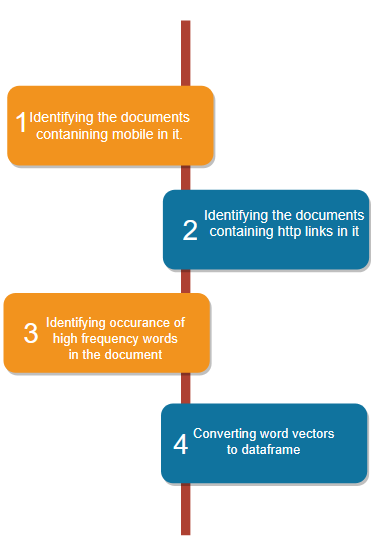 1
Identifying the documents
contanining mobile in it.
2
Identifying the documents
containing http links in it
3
Identifying occurance of
high frequency words
in the document
4
Converting word vectors
to dataframe